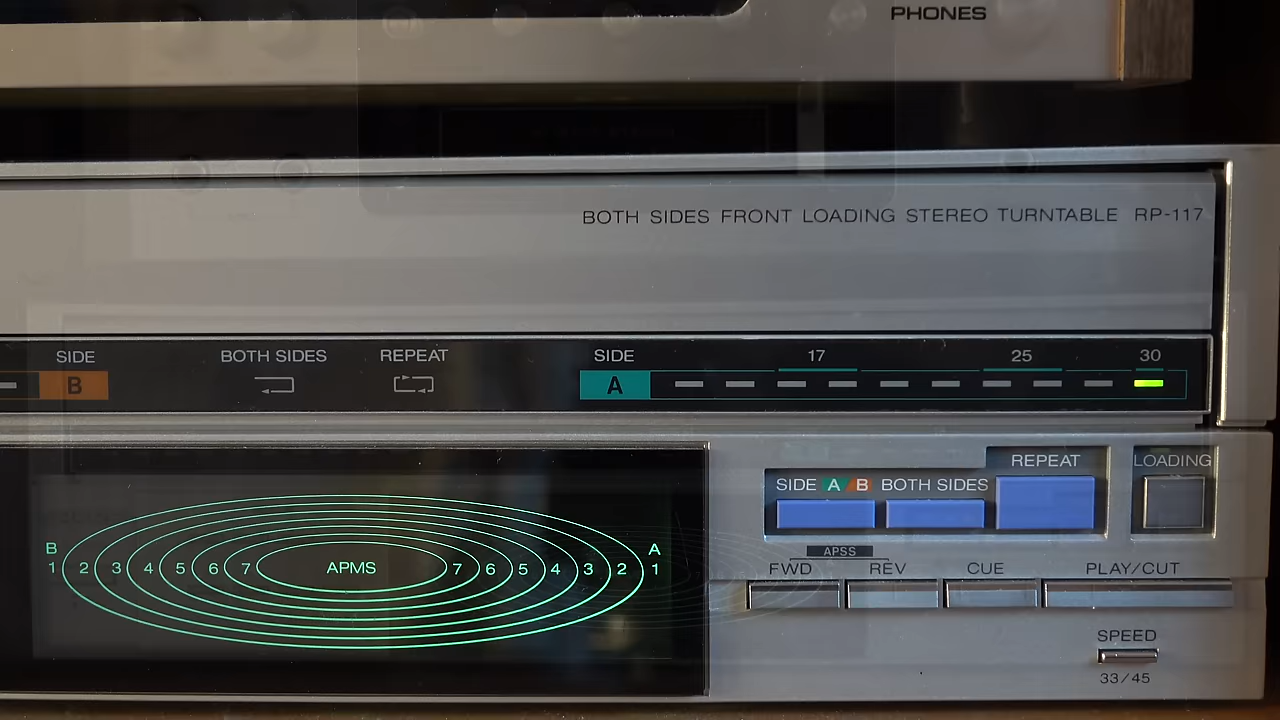 PHONES
BOTH SIDES FRONT LOADING STEREO TURNTABLE RP-117
SIDE BOTH SIDES REPEAT SIDE 17 25 30
B A
REPEAT LOADING
SIDE A/B BOTH SIDES
APSS
FWD REV CUE PLAY/CUT
B A
1 2 3 4 5 6 7 APMS 7 6 5 4 3 2 1
SPEED
33/45